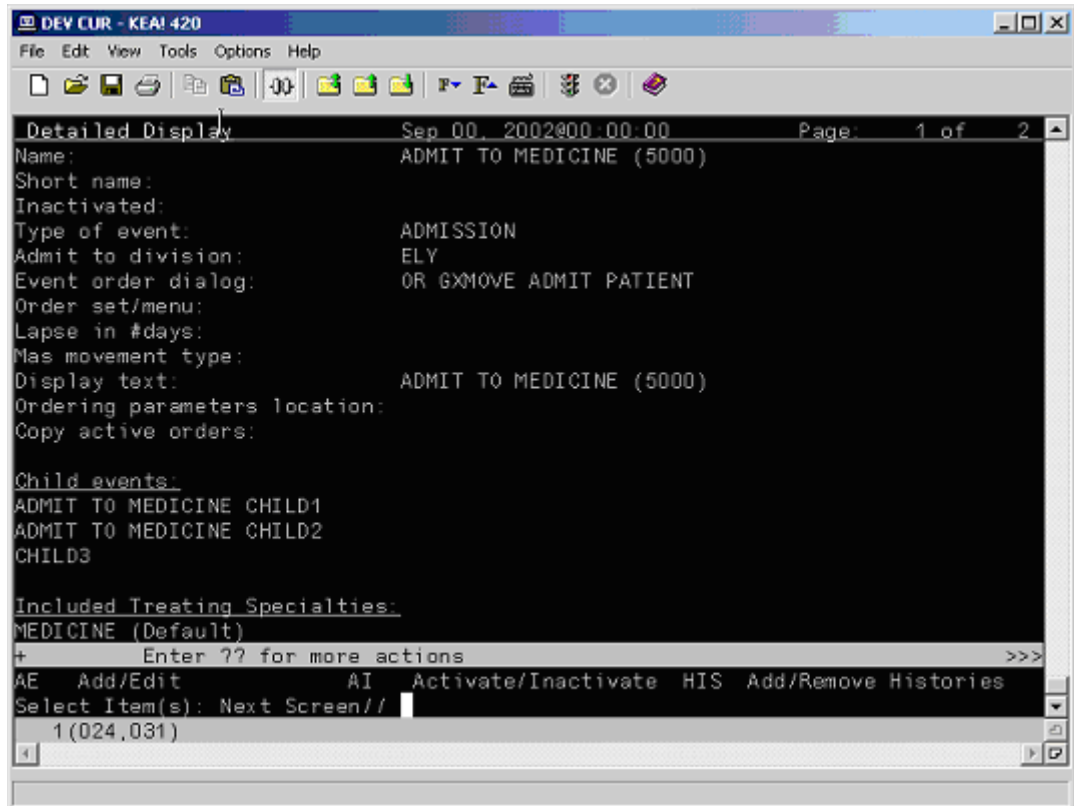 DEV CUR - KEA! 420
File Edit View Tools Options Help
Detailed Display Sep 00, 2002@00:00:00 Page: 1 of 2
Name: ADMIT TO MEDICINE (5000)
Short name:
Inactivated:
Type of event: ADMISSION
Admit to division: ELY
Event order dialog: OR GXMOVE ADMIT PATIENT
Order set/menu:
Lapse in #days:
Mas movement type:
Display text: ADMIT TO MEDICINE (5000)
Ordering parameters location:
Copy active orders:
Child events:
ADMIT TO MEDICINE CHILD1
ADMIT TO MEDICINE CHILD2
CHILD3
Included Treating Specialties:
MEDICINE (Default)
+ Enter ?? for more actions >>>
AE Add/Edit AI Activate/Inactivate HIS Add/Remove Histories
Select Item(s): Next Screen//
1(024,031)